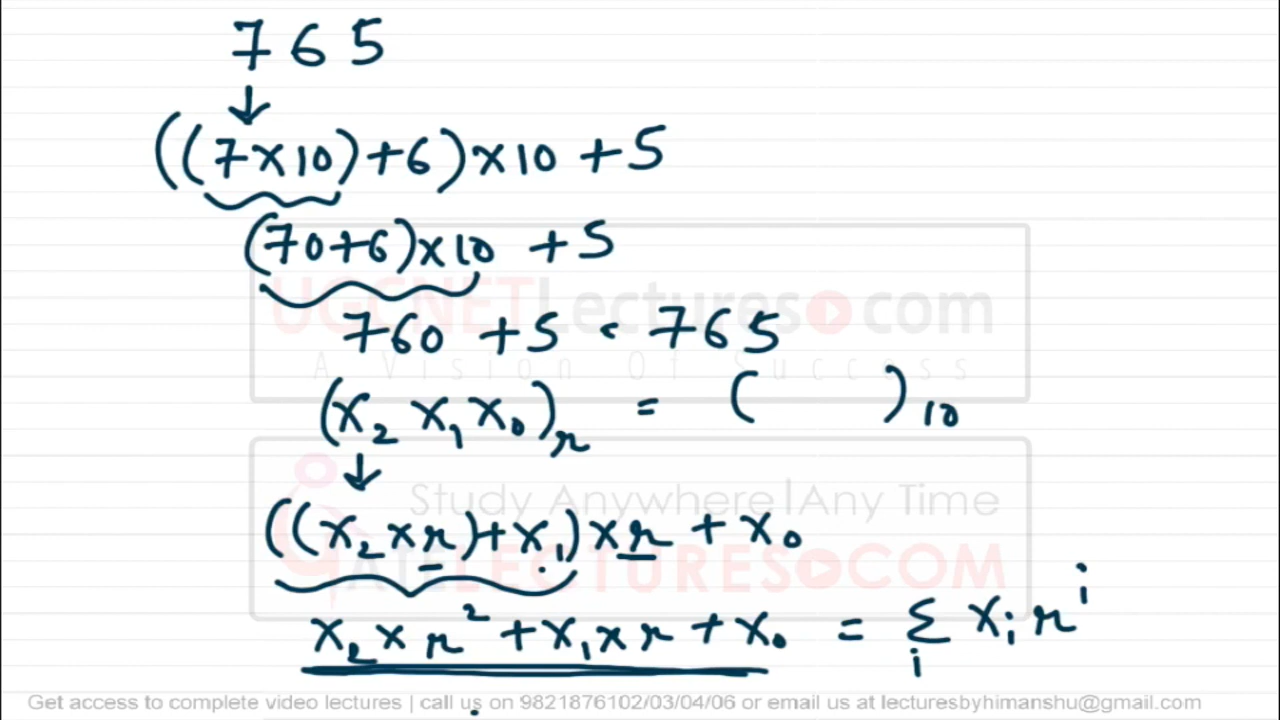 7 6 5
↓
((7×10)+6)×10 +5
(70+6)×10 +5
UGCNETLectures.com
760 +5 = 765
A Vision Of Success
(x₂ x₁ x₀)ᵣ = (      )₁₀
↓
Study Anywhere|Any Time
((x₂×r)+x₁)×r + x₀
GATELECTURES.COM
x₂×r²+x₁×r+x₀ = Σᵢ xᵢrⁱ
Get access to complete video lectures | call us on 9821876102/03/04/06 or email us at lecturesbyhimanshu@gmail.com